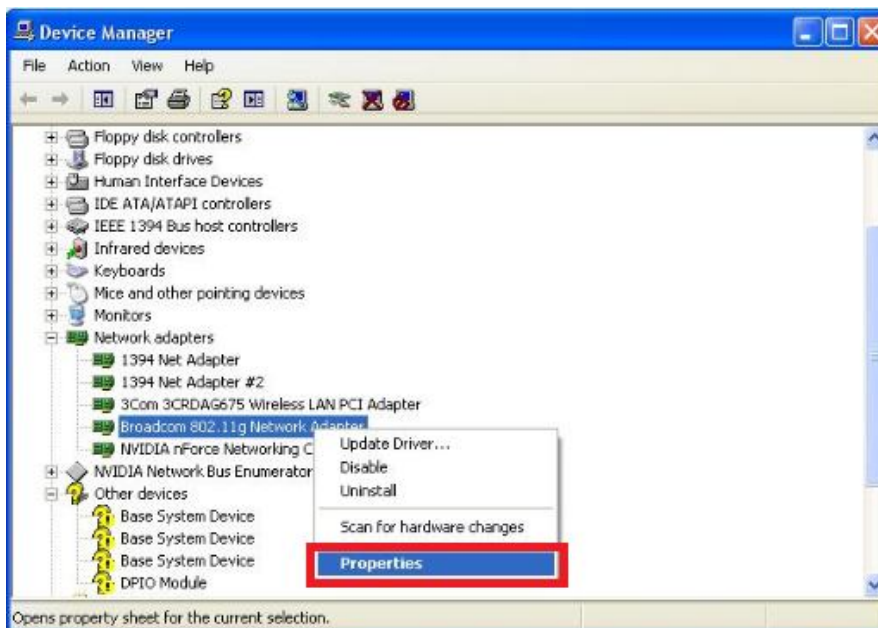 Device Manager
File Action View Help
Floppy disk controllers
Floppy disk drives
Human Interface Devices
IDE ATA/ATAPI controllers
IEEE 1394 Bus host controllers
Infrared devices
Keyboards
Mice and other pointing devices
Monitors
Network adapters
1394 Net Adapter
1394 Net Adapter #2
3Com 3CRDAG675 Wireless LAN PCI Adapter
Broadcom 802.11g Network Adapter
NVIDIA nForce Networking C
NVIDIA Network Bus Enumerator
Other devices
Base System Device
Base System Device
Base System Device
DPIO Module
Update Driver...
Disable
Uninstall
Scan for hardware changes
Properties
Opens property sheet for the current selection.